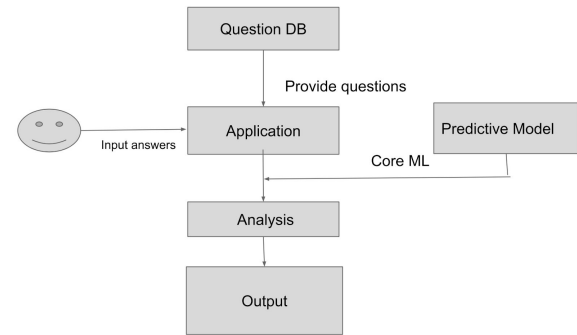 Question DB
Provide questions
Application
Input answers
Predictive Model
Core ML
Analysis
Output